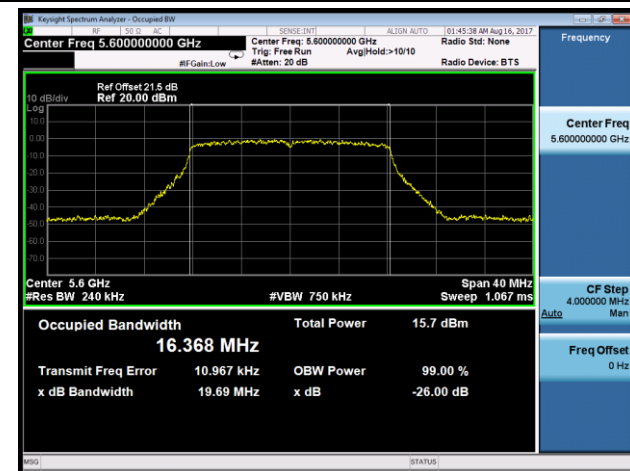 Keysight Spectrum Analyzer - Occupied BW
RF 50 Ω AC SENSE:INT ALIGN AUTO 01:45:38 AM Aug 16, 2017
Center Freq 5.600000000 GHz Center Freq: 5.600000000 GHz Radio Std: None
Trig: Free Run Avg|Hold:>10/10
#IFGain:Low #Atten: 20 dB Radio Device: BTS
Ref Offset 21.5 dB
10 dB/div Ref 20.00 dBm
Log
10.0
0.00
-10.0
-20.0
-30.0
-40.0
-50.0
-60.0
-70.0
Center 5.6 GHz Span 40 MHz
#Res BW 240 kHz #VBW 750 kHz Sweep 1.067 ms
Occupied Bandwidth Total Power 15.7 dBm
16.368 MHz
Transmit Freq Error 10.967 kHz OBW Power 99.00 %
x dB Bandwidth 19.69 MHz x dB -26.00 dB
MSG STATUS
Frequency
Center Freq
5.600000000 GHz
CF Step
4.000000 MHz
Auto Man
Freq Offset
0 Hz